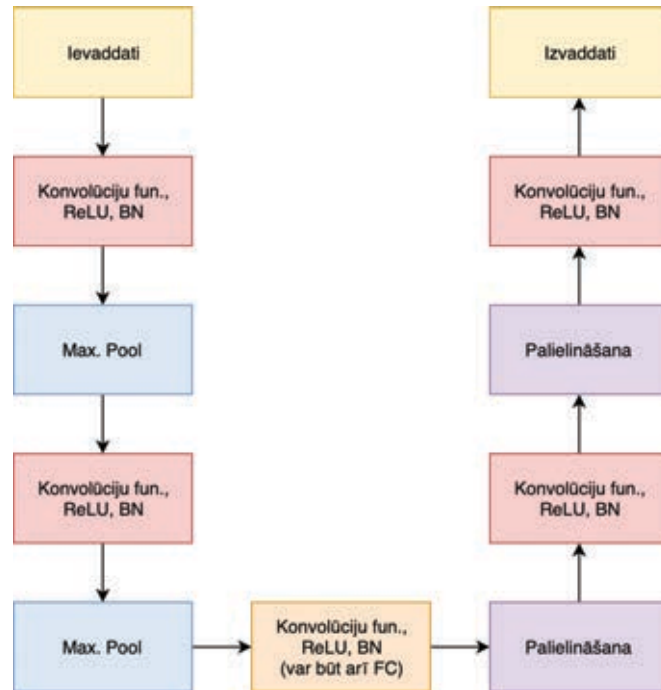 Ievaddati
Konvolūciju fun.,
ReLU, BN
Max. Pool
Konvolūciju fun.,
ReLU, BN
Max. Pool
Konvolūciju fun.,
ReLU, BN
(var būt arī FC)
Palielināšana
Konvolūciju fun.,
ReLU, BN
Palielināšana
Konvolūciju fun.,
ReLU, BN
Izvaddati